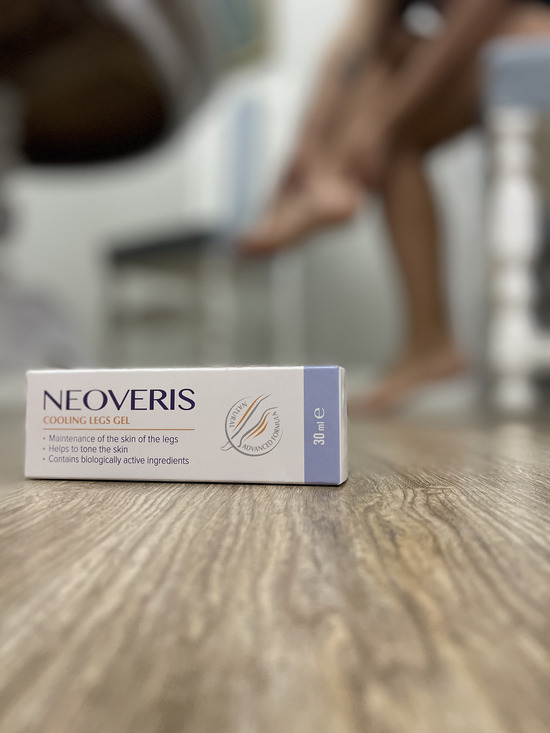 NEOVERIS
COOLING LEGS GEL
• Maintenance of the skin of the legs
• Helps to tone the skin
• Contains biologically active ingredients
NATURAL
ADVANCED FORMULA
30 ml e